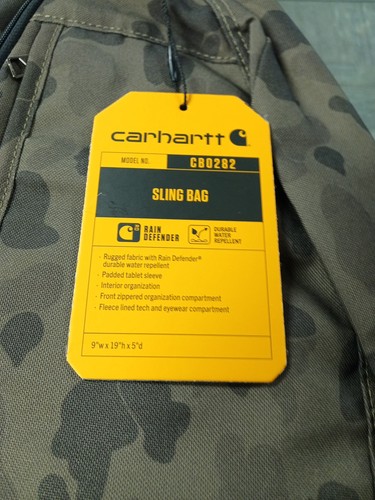 carhartt
MODEL NO. CB0282
SLING BAG
RAIN DEFENDER
DURABLE WATER REPELLENT
· Rugged fabric with Rain Defender®
durable water repellent
· Padded tablet sleeve
· Interior organization
· Front zippered organization compartment
· Fleece lined tech and eyewear compartment
9"w x 19"h x 5"d